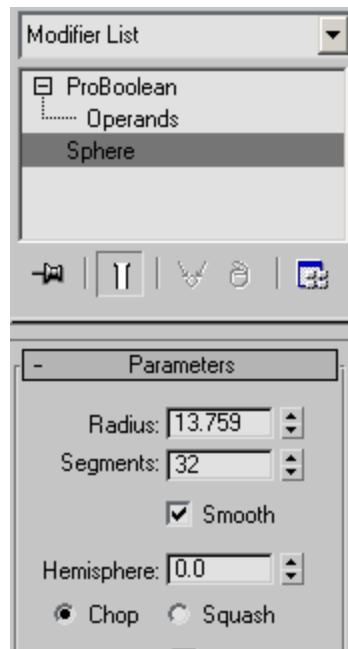 Modifier List
ProBoolean
Operands
Sphere
- Parameters
Radius: 13.759
Segments: 32
Smooth
Hemisphere: 0.0
Chop Squash